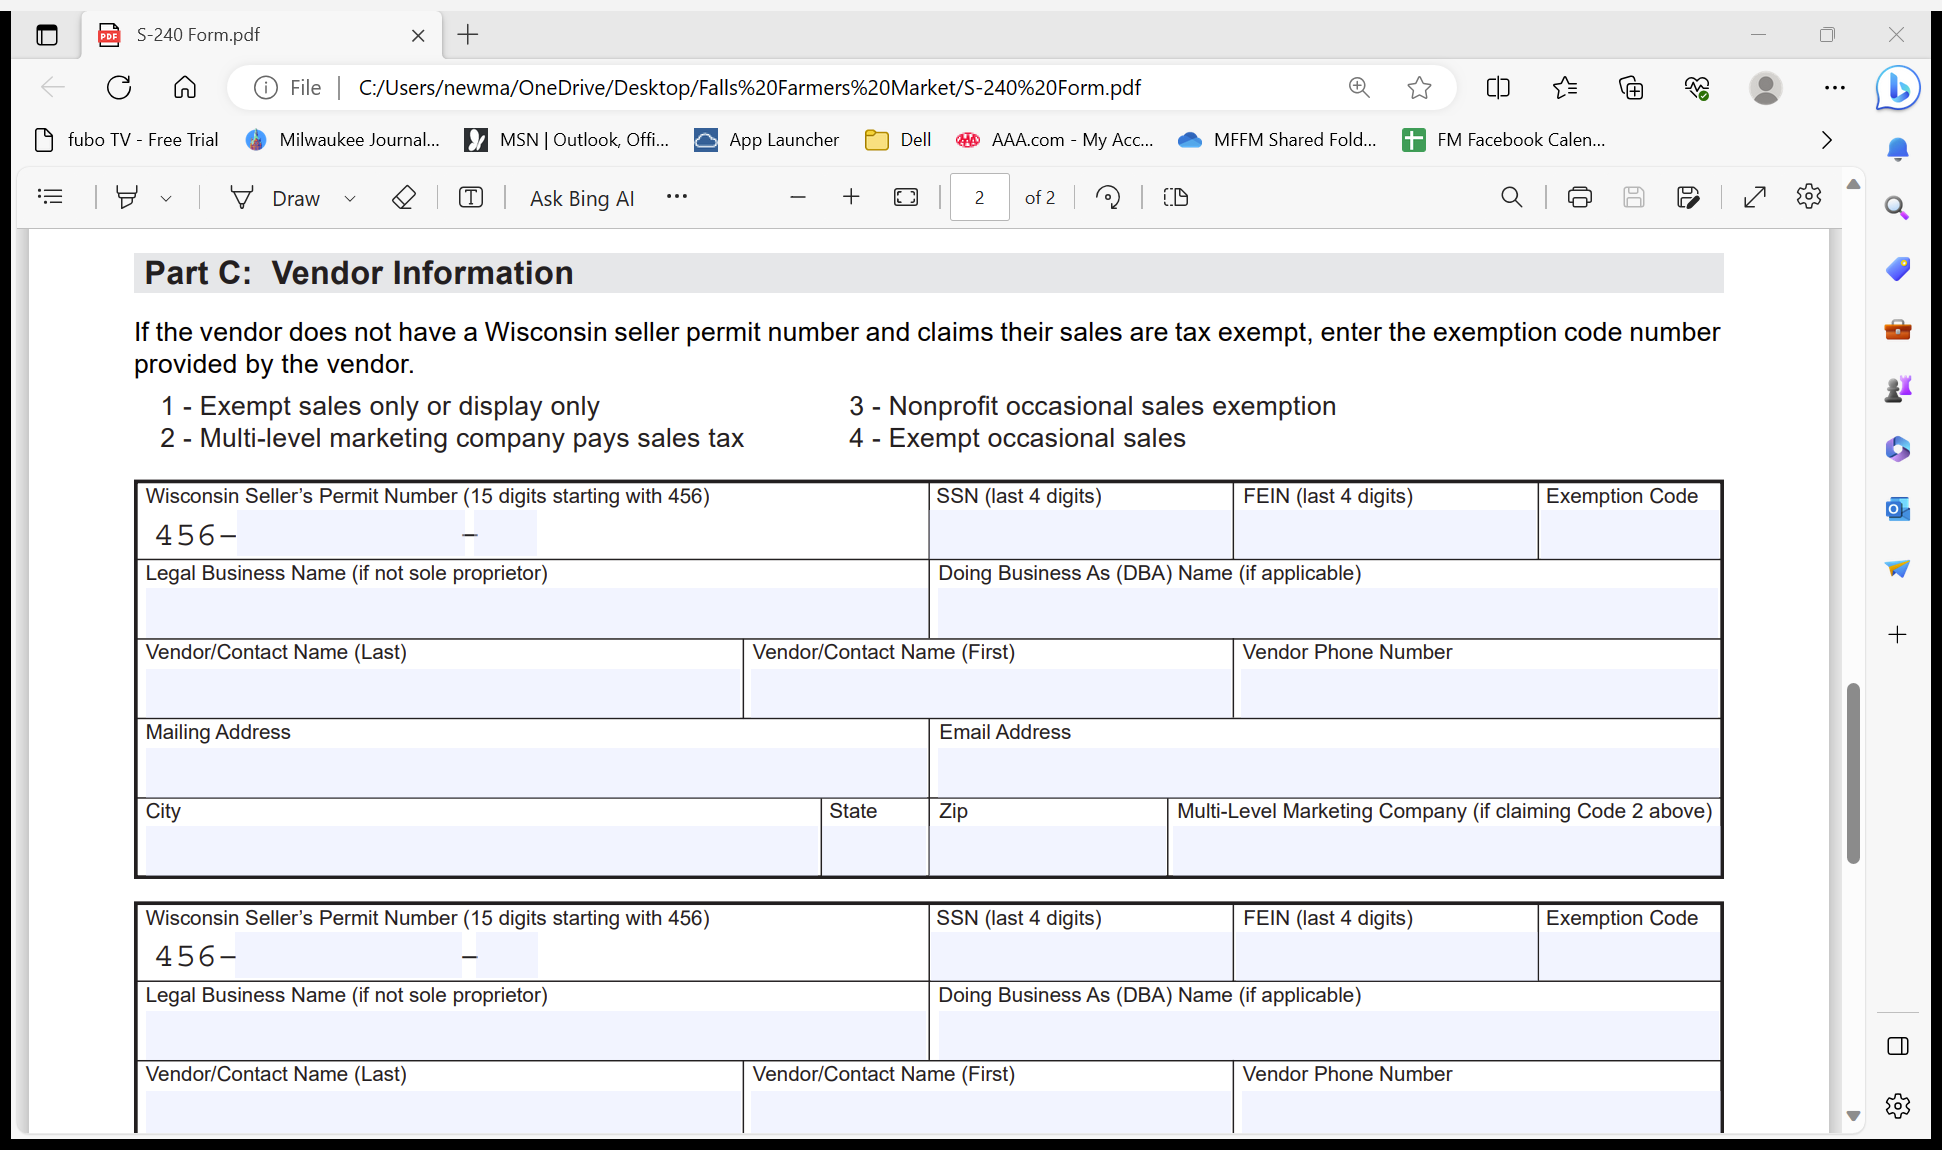 S-240 Form.pdf
File | C:/Users/newma/OneDrive/Desktop/Falls%20Farmers%20Market/S-240%20Form.pdf
fubo TV - Free Trial Milwaukee Journal... MSN | Outlook, Offi... App Launcher Dell AAA.com - My Acc... MFFM Shared Fold... FM Facebook Calen...
Draw Ask Bing AI 2 of 2
Part C: Vendor Information
If the vendor does not have a Wisconsin seller permit number and claims their sales are tax exempt, enter the exemption code number
provided by the vendor.
1 - Exempt sales only or display only 3 - Nonprofit occasional sales exemption
2 - Multi-level marketing company pays sales tax 4 - Exempt occasional sales
Wisconsin Seller’s Permit Number (15 digits starting with 456) SSN (last 4 digits) FEIN (last 4 digits) Exemption Code
456– –
Legal Business Name (if not sole proprietor) Doing Business As (DBA) Name (if applicable)
Vendor/Contact Name (Last) Vendor/Contact Name (First) Vendor Phone Number
Mailing Address Email Address
City State Zip Multi-Level Marketing Company (if claiming Code 2 above)
Wisconsin Seller’s Permit Number (15 digits starting with 456) SSN (last 4 digits) FEIN (last 4 digits) Exemption Code
456– –
Legal Business Name (if not sole proprietor) Doing Business As (DBA) Name (if applicable)
Vendor/Contact Name (Last) Vendor/Contact Name (First) Vendor Phone Number